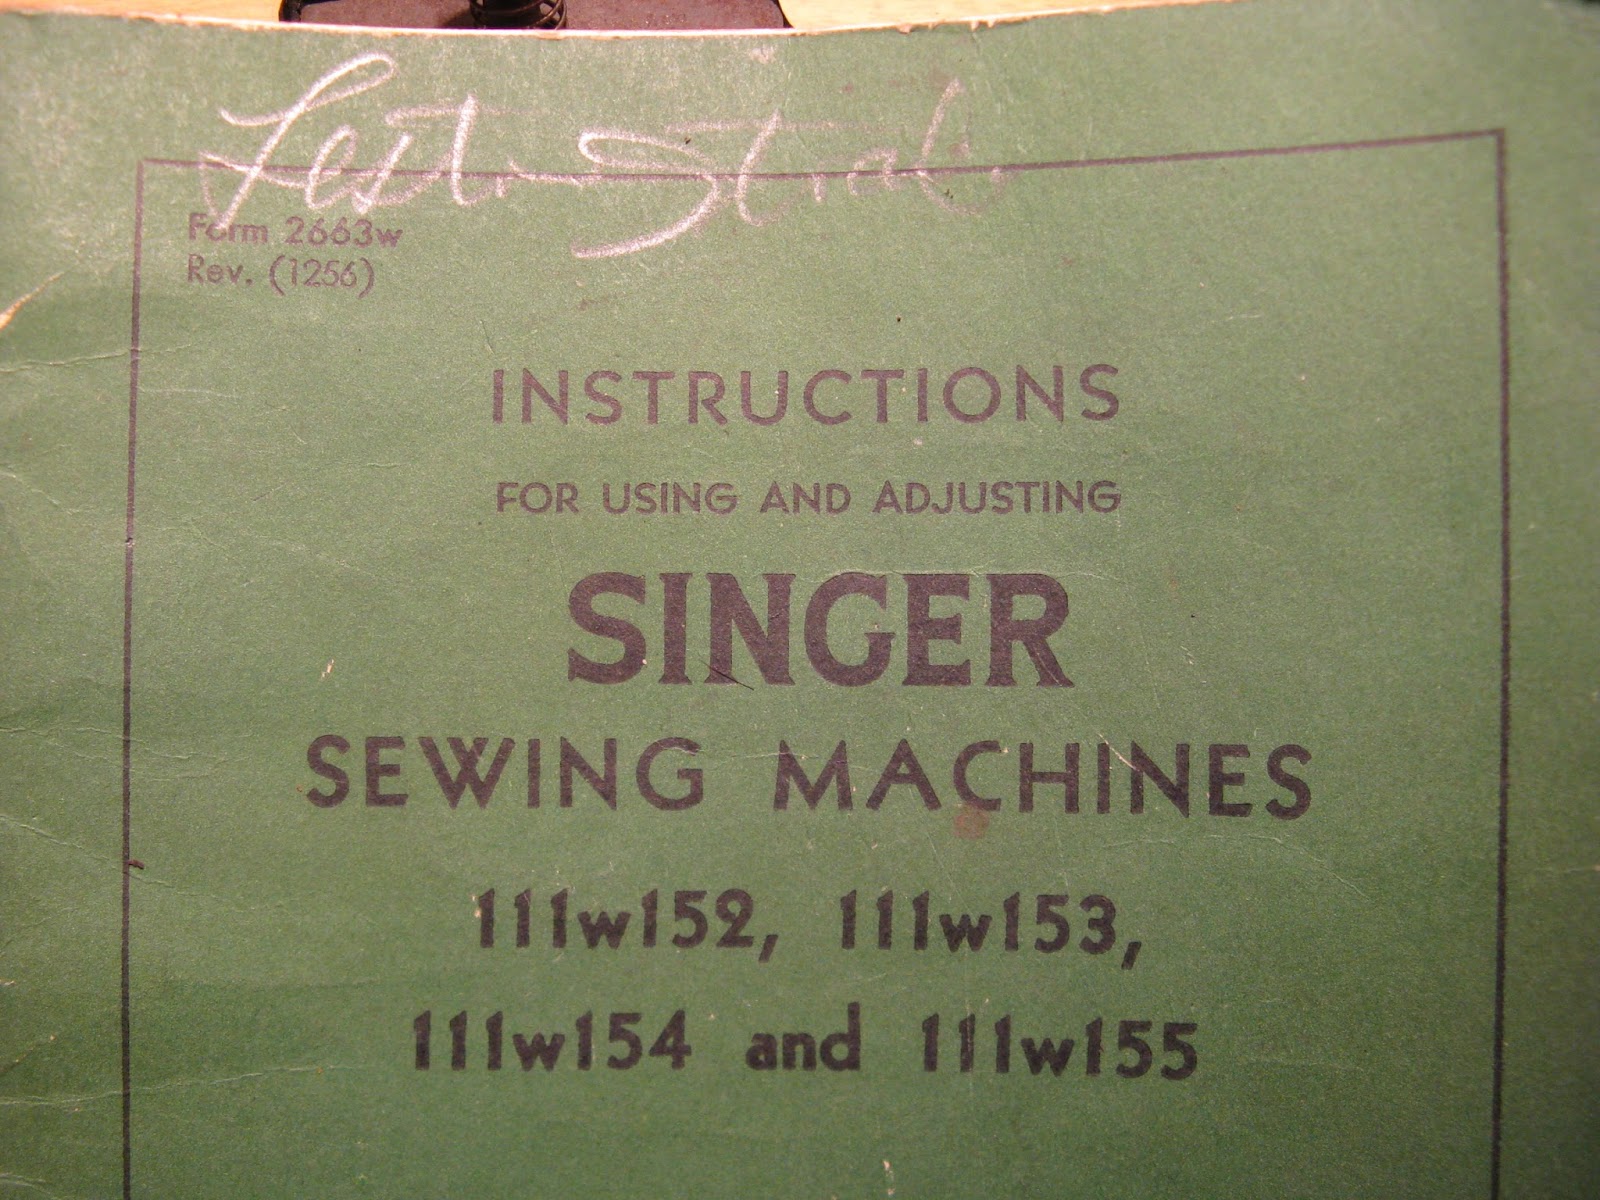 Form 2663w
Rev. (1256)
INSTRUCTIONS
FOR USING AND ADJUSTING
SINGER
SEWING MACHINES
111w152, 111w153,
111w154 and 111w155